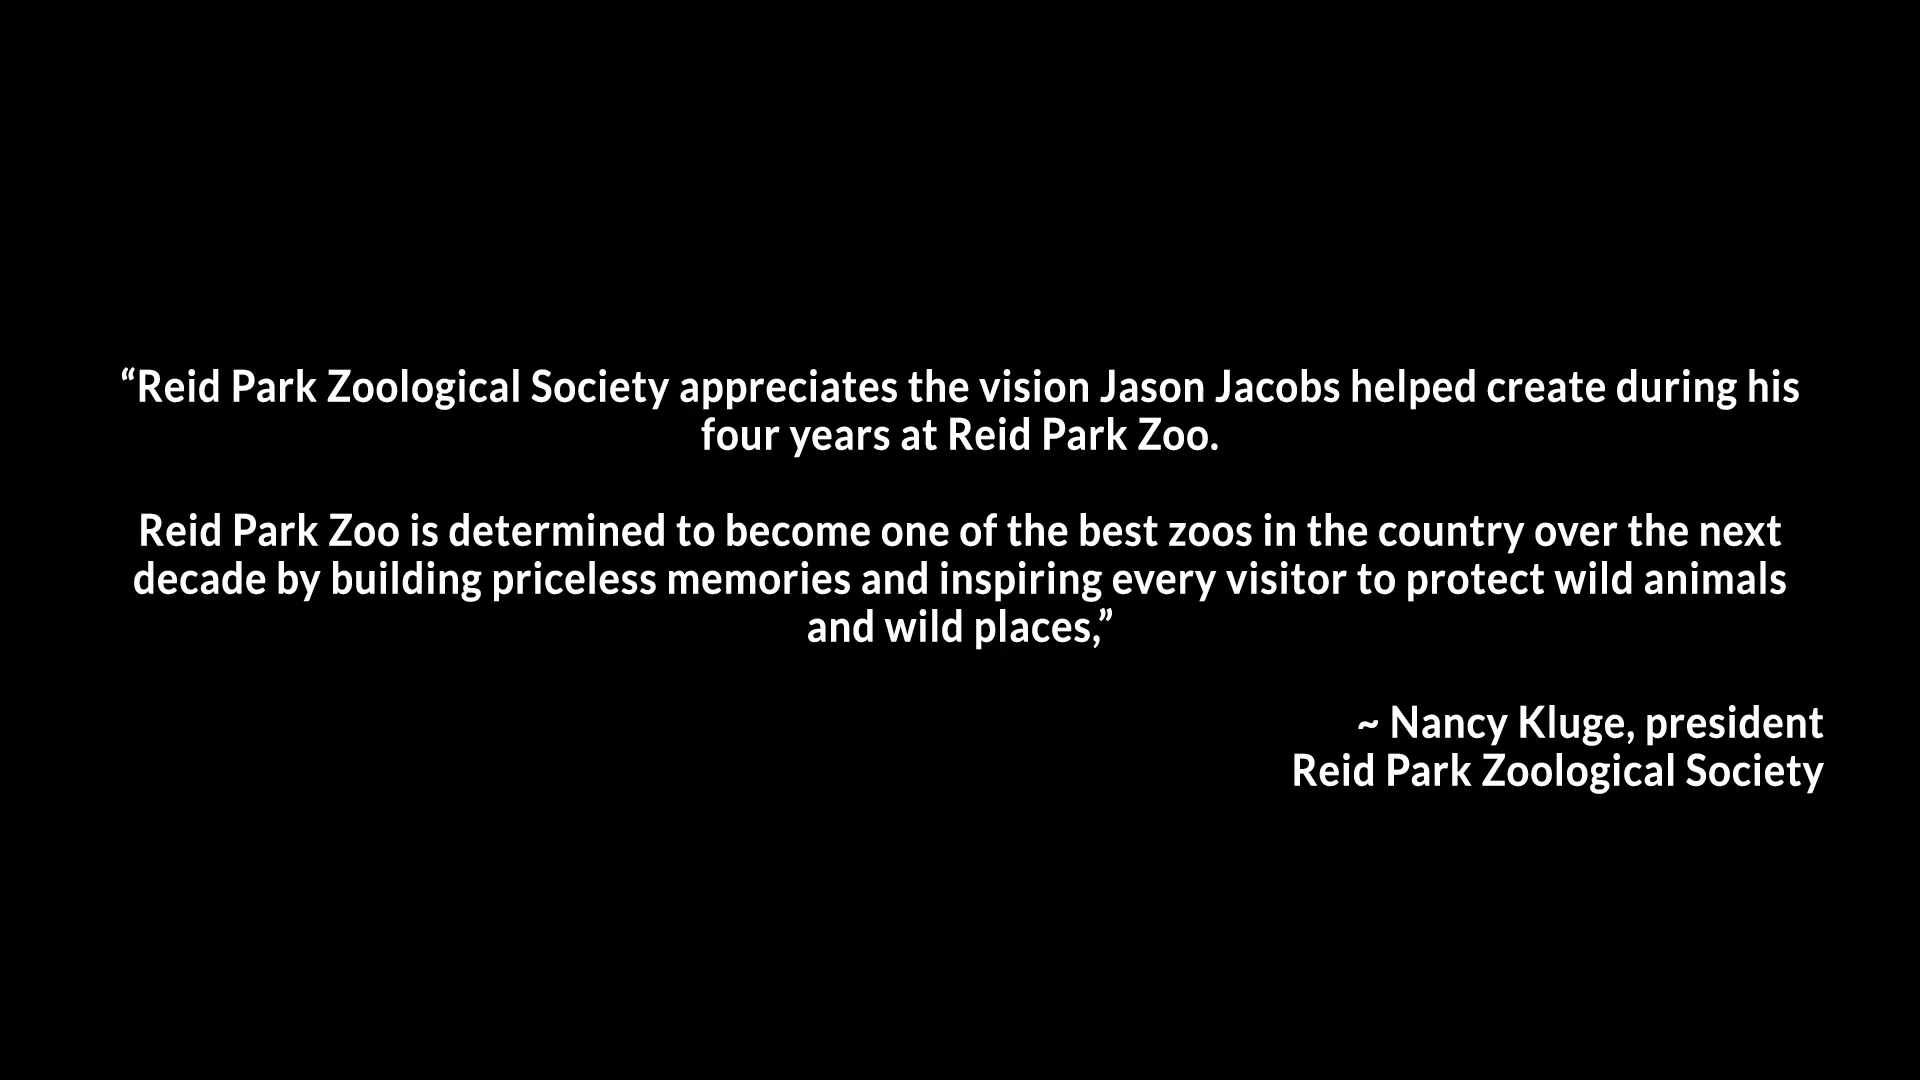 “Reid Park Zoological Society appreciates the vision Jason Jacobs helped create during his
four years at Reid Park Zoo.
Reid Park Zoo is determined to become one of the best zoos in the country over the next
decade by building priceless memories and inspiring every visitor to protect wild animals
and wild places,”
~ Nancy Kluge, president
Reid Park Zoological Society